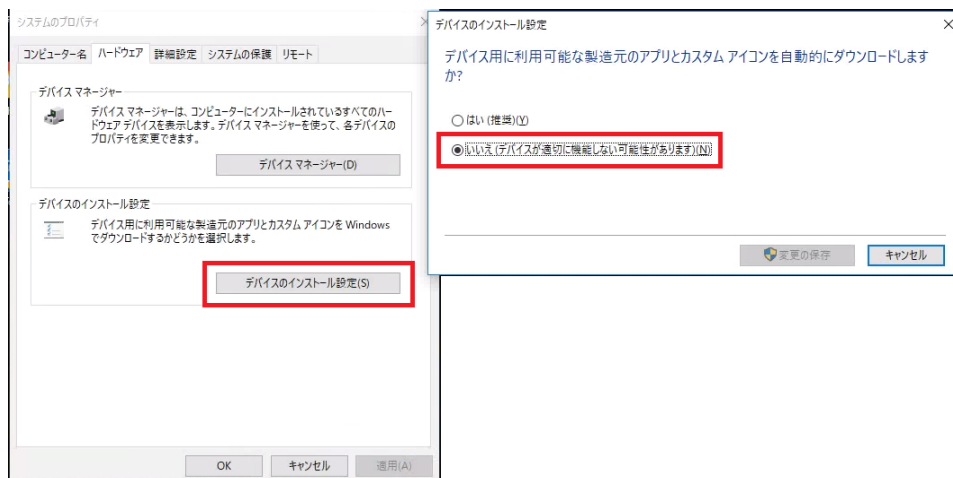 システムのプロパティ
コンピューター名 ハードウェア 詳細設定 システムの保護 リモート
デバイス マネージャー
デバイス マネージャーは、コンピューターにインストールされているすべてのハー
ドウェア デバイスを表示します。デバイス マネージャーを使って、各デバイスの
プロパティを変更できます。
デバイス マネージャー(D)
デバイスのインストール設定
デバイス用に利用可能な製造元のアプリとカスタム アイコンを Windows
でダウンロードするかどうかを選択します。
デバイスのインストール設定(S)
OK キャンセル 適用(A)
デバイスのインストール設定
デバイス用に利用可能な製造元のアプリとカスタム アイコンを自動的にダウンロードします
か?
はい (推奨)(Y)
いいえ (デバイスが適切に機能しない可能性があります)(N)
変更の保存 キャンセル